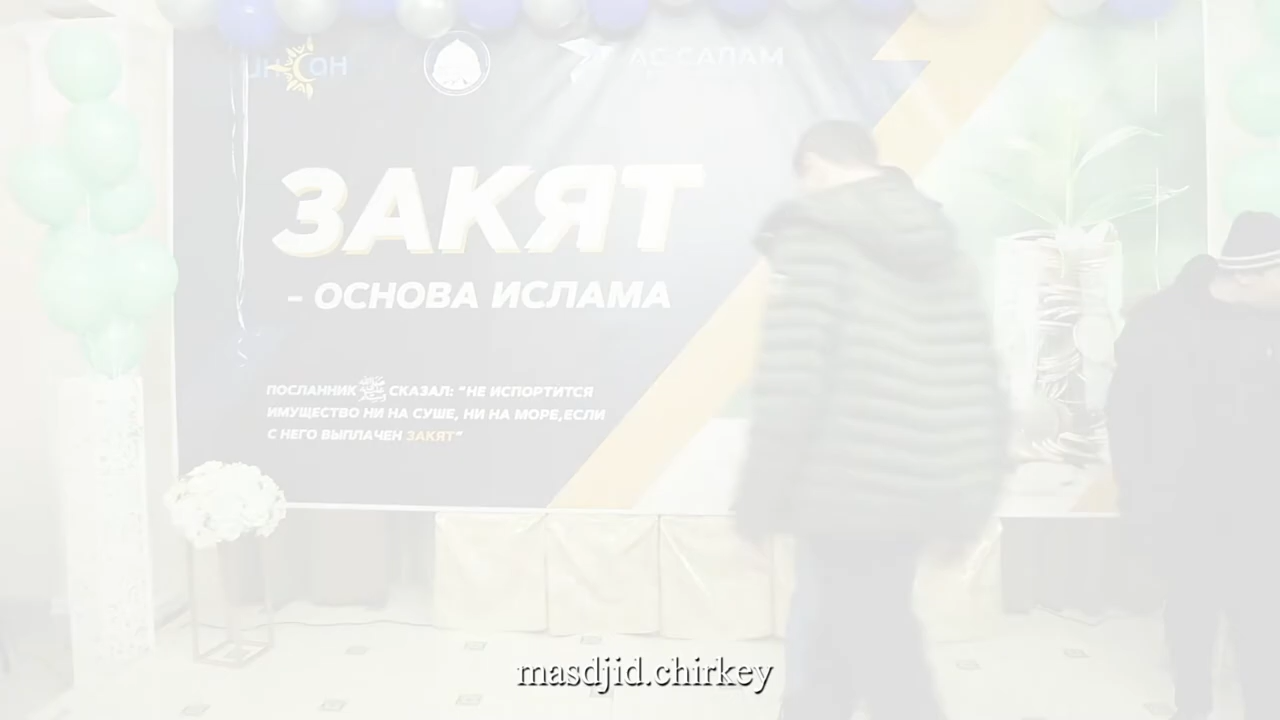 ИНСОН
АС-САЛАМ
ЗАКЯТ
- ОСНОВА ИСЛАМА
ПОСЛАННИК ﷺ СКАЗАЛ: "НЕ ИСПОРТИТСЯ
ИМУЩЕСТВО НИ НА СУШЕ, НИ НА МОРЕ,ЕСЛИ
С НЕГО ВЫПЛАЧЕН ЗАКЯТ"
masdjid.chirkey